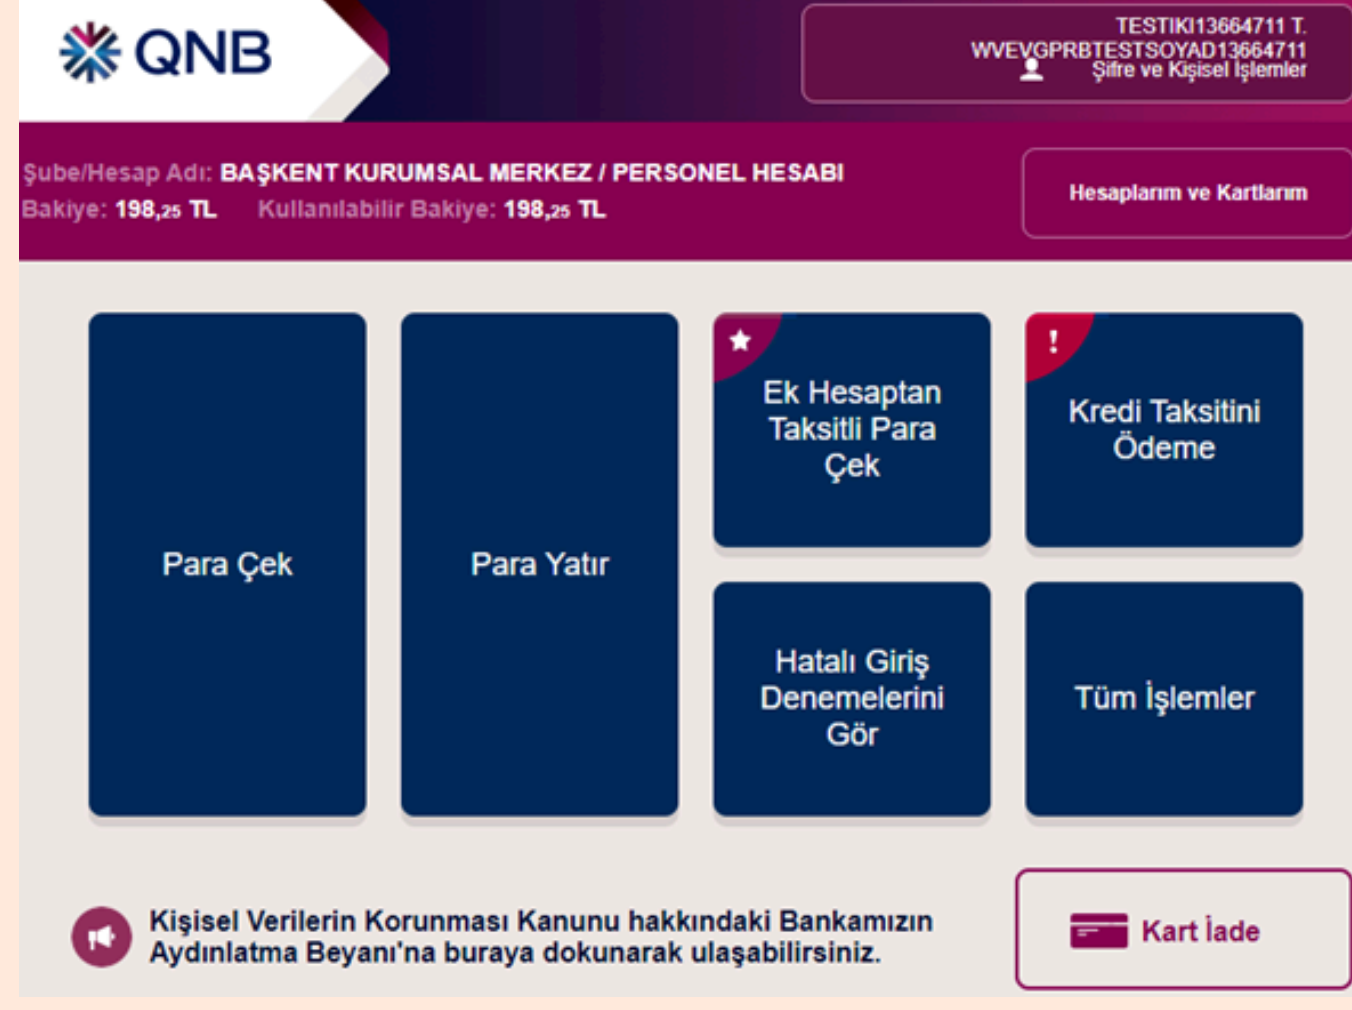 QNB
TESTIKI13664711 T.
WVEVGPRBTESTSOYAD13664711
Şifre ve Kişisel İşlemler
Şube/Hesap Adı: BAŞKENT KURUMSAL MERKEZ / PERSONEL HESABI
Bakiye: 198,25 TL Kullanılabilir Bakiye: 198,25 TL
Hesaplarım ve Kartlarım
Para Çek
Para Yatır
Ek Hesaptan
Taksitli Para
Çek
!
Kredi Taksitini
Ödeme
Hatalı Giriş
Denemelerini
Gör
Tüm İşlemler
Kişisel Verilerin Korunması Kanunu hakkındaki Bankamızın
Aydınlatma Beyanı'na buraya dokunarak ulaşabilirsiniz.
Kart İade